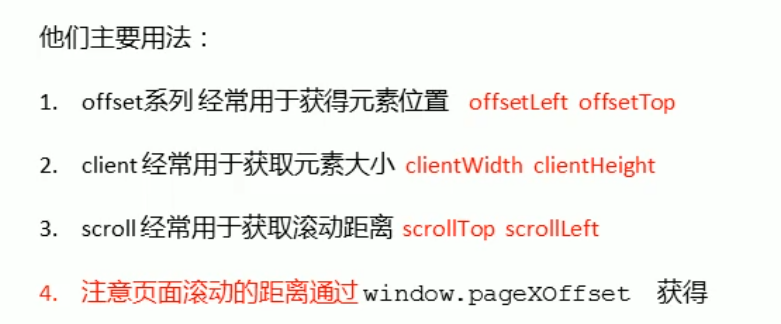 他们主要用法：
1. offset系列 经常用于获得元素位置 offsetLeft offsetTop
2. client 经常用于获取元素大小 clientWidth clientHeight
3. scroll 经常用于获取滚动距离 scrollTop scrollLeft
4. 注意页面滚动的距离通过 window.pageXOffset 获得